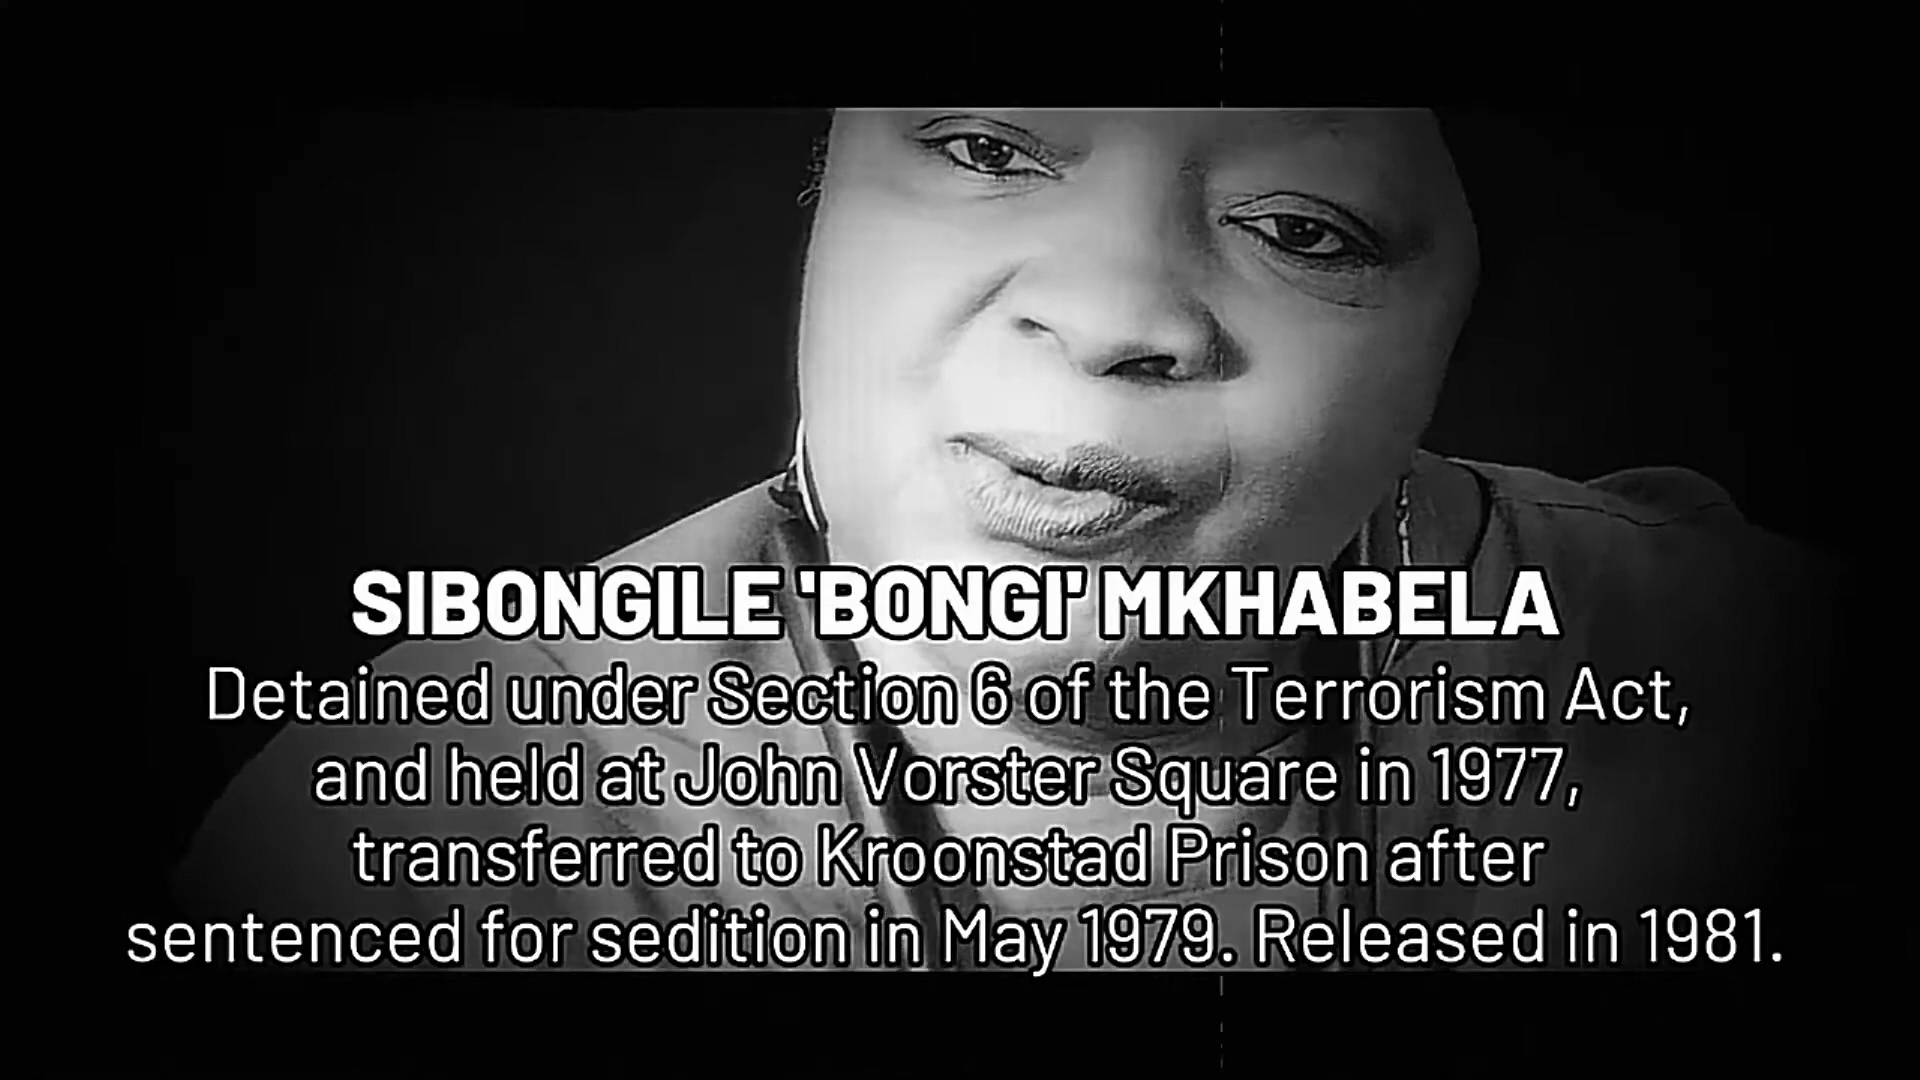 SIBONGILE 'BONGI' MKHABELA
Detained under Section 6 of the Terrorism Act,
and held at John Vorster Square in 1977,
transferred to Kroonstad Prison after
sentenced for sedition in May 1979. Released in 1981.